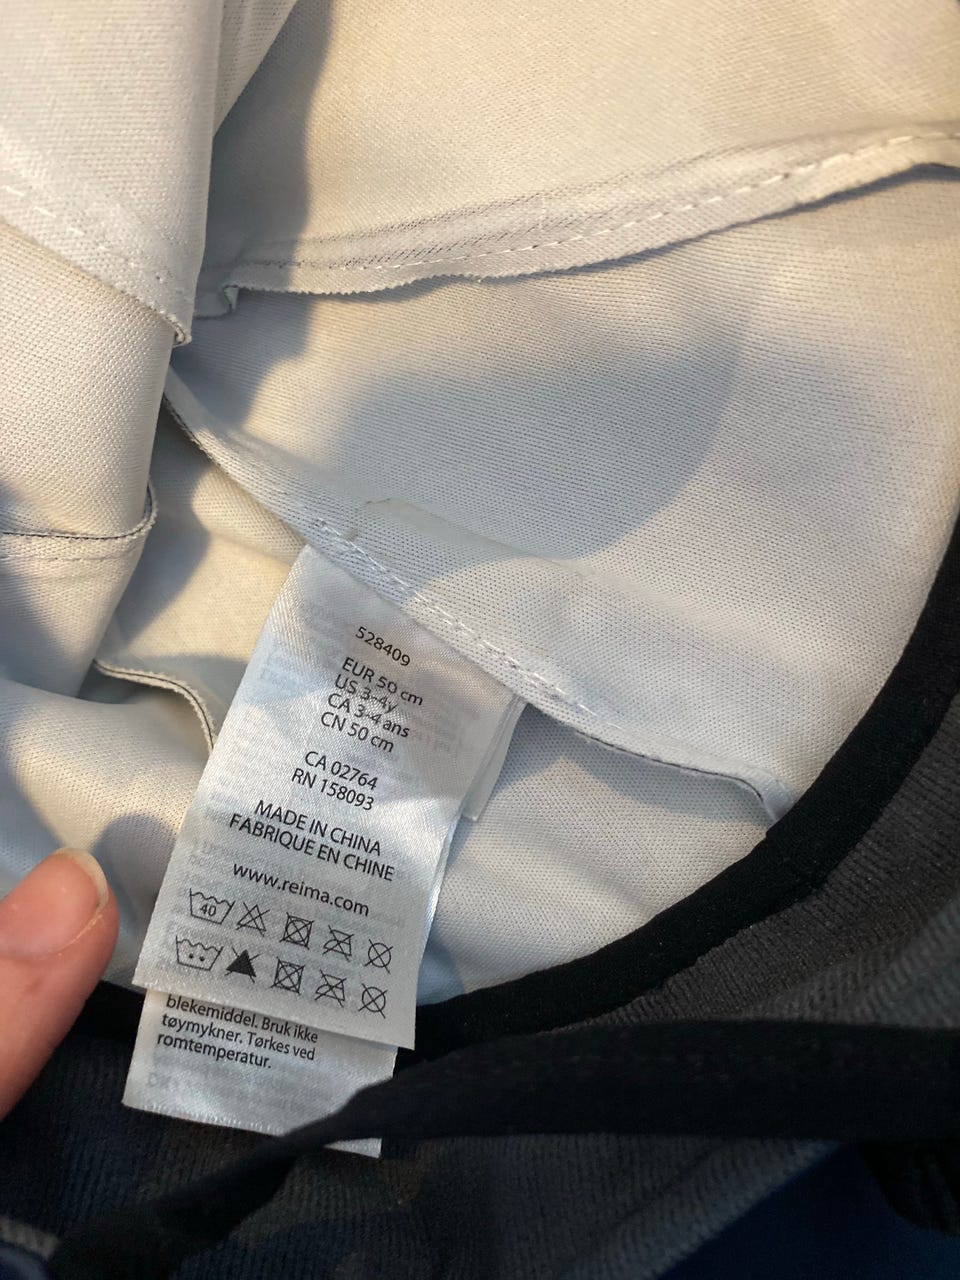 528409
EUR 50 cm
US 3-4y
CA 3-4 ans
CN 50 cm
CA 02764
RN 158093
MADE IN CHINA
FABRIQUE EN CHINE
www.reima.com
40
blekemiddel. Bruk ikke
tøymykner. Tørkes ved
romtemperatur.